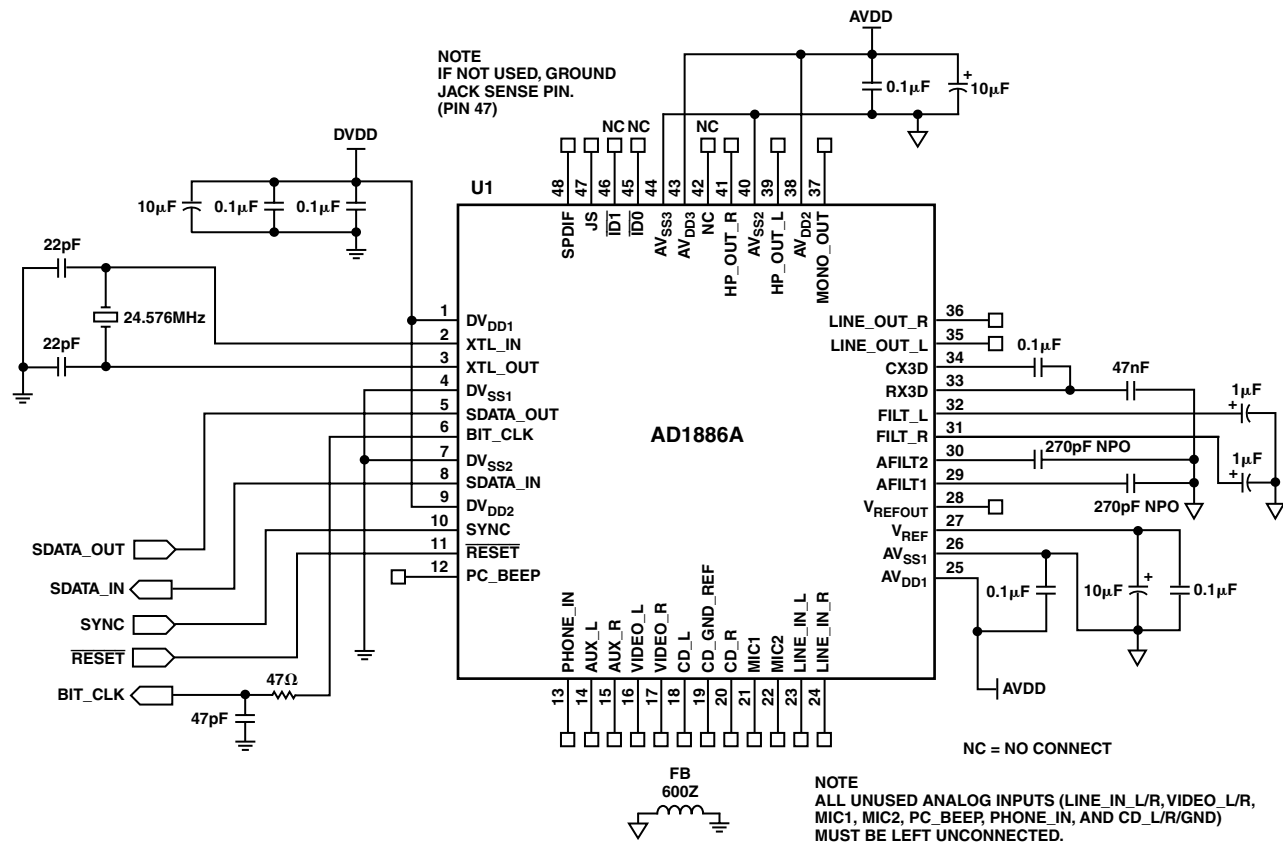 AVDD
NOTE
IF NOT USED, GROUND
JACK SENSE PIN.
(PIN 47)
0.1µF
+
10µF
DVDD
NC NC
NC
U1
48
47
46
45
44
43
42
41
40
39
38
37
10µF
0.1µF
0.1µF
SPDIF
JS
ID1
ID0
AVSS3
AVDD3
NC
HP_OUT_R
AVSS2
HP_OUT_L
AVDD2
MONO_OUT
22pF
24.576MHz
22pF
1
DVDD1
2
XTL_IN
3
XTL_OUT
4
DVSS1
5
SDATA_OUT
6
BIT_CLK
7
DVSS2
8
SDATA_IN
9
DVDD2
10
SYNC
11
RESET
12
PC_BEEP
AD1886A
36
LINE_OUT_R
35
LINE_OUT_L
34
CX3D
33
RX3D
32
FILT_L
31
FILT_R
30
AFILT2
29
AFILT1
28
VREFOUT
27
VREF
26
AVSS1
25
AVDD1
0.1µF
47nF
1µF
+
270pF NPO
1µF
+
270pF NPO
0.1µF
10µF
+
0.1µF
AVDD
SDATA_OUT
SDATA_IN
SYNC
RESET
BIT_CLK
47Ω
47pF
PHONE_IN
AUX_L
AUX_R
VIDEO_L
VIDEO_R
CD_L
CD_GND_REF
CD_R
MIC1
MIC2
LINE_IN_L
LINE_IN_R
13
14
15
16
17
18
19
20
21
22
23
24
NC = NO CONNECT
FB
600Z
NOTE
ALL UNUSED ANALOG INPUTS (LINE_IN_L/R, VIDEO_L/R,
MIC1, MIC2, PC_BEEP, PHONE_IN, AND CD_L/R/GND)
MUST BE LEFT UNCONNECTED.